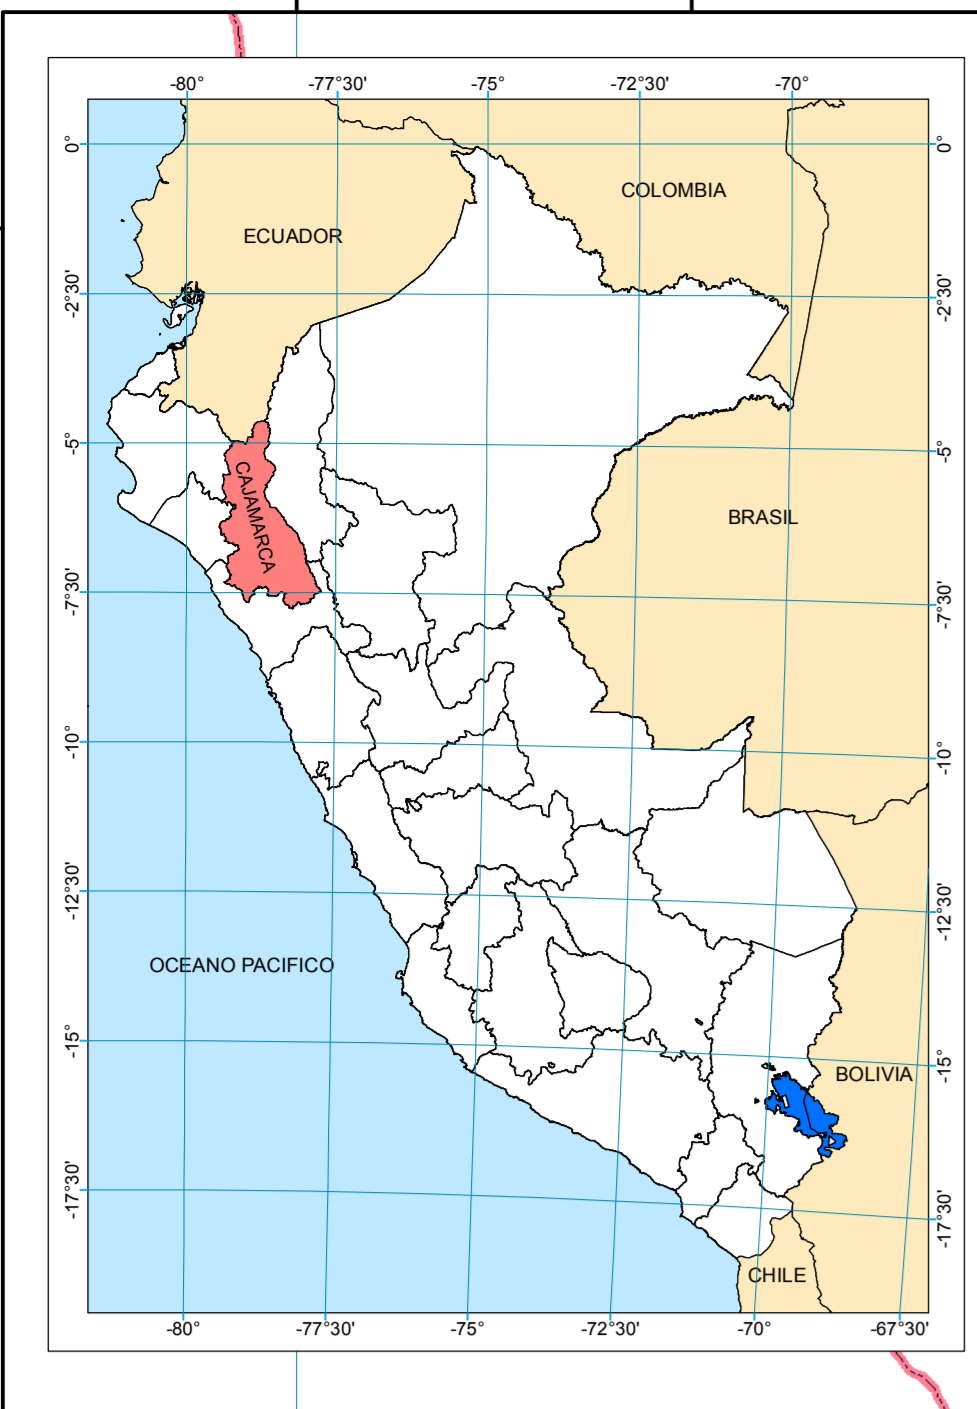 -80° -77°30' -75° -72°30' -70°
0° 0°
COLOMBIA
ECUADOR
-2°30' -2°30'
-5° -5°
CAJAMARCA
BRASIL
-7°30' -7°30'
-10° -10°
-12°30' -12°30'
OCEANO PACIFICO
-15° -15°
BOLIVIA
-17°30' -17°30'
CHILE
-80° -77°30' -75° -72°30' -70° -67°30'